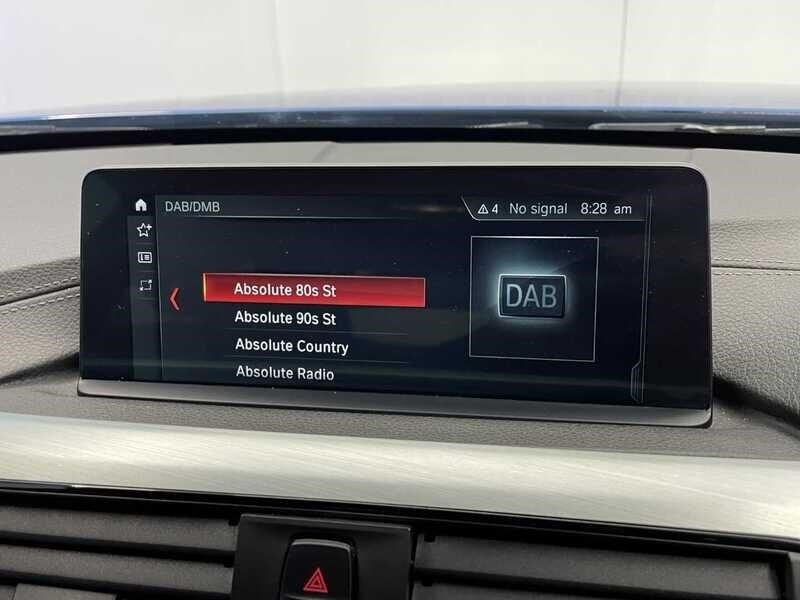 DAB/DMB
4 No signal 8:28 am
Absolute 80s St
Absolute 90s St
Absolute Country
Absolute Radio
DAB